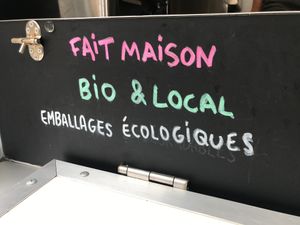 FAIT MAISON
BIO & LOCAL
EMBALLAGES ÉCOLOGIQUES